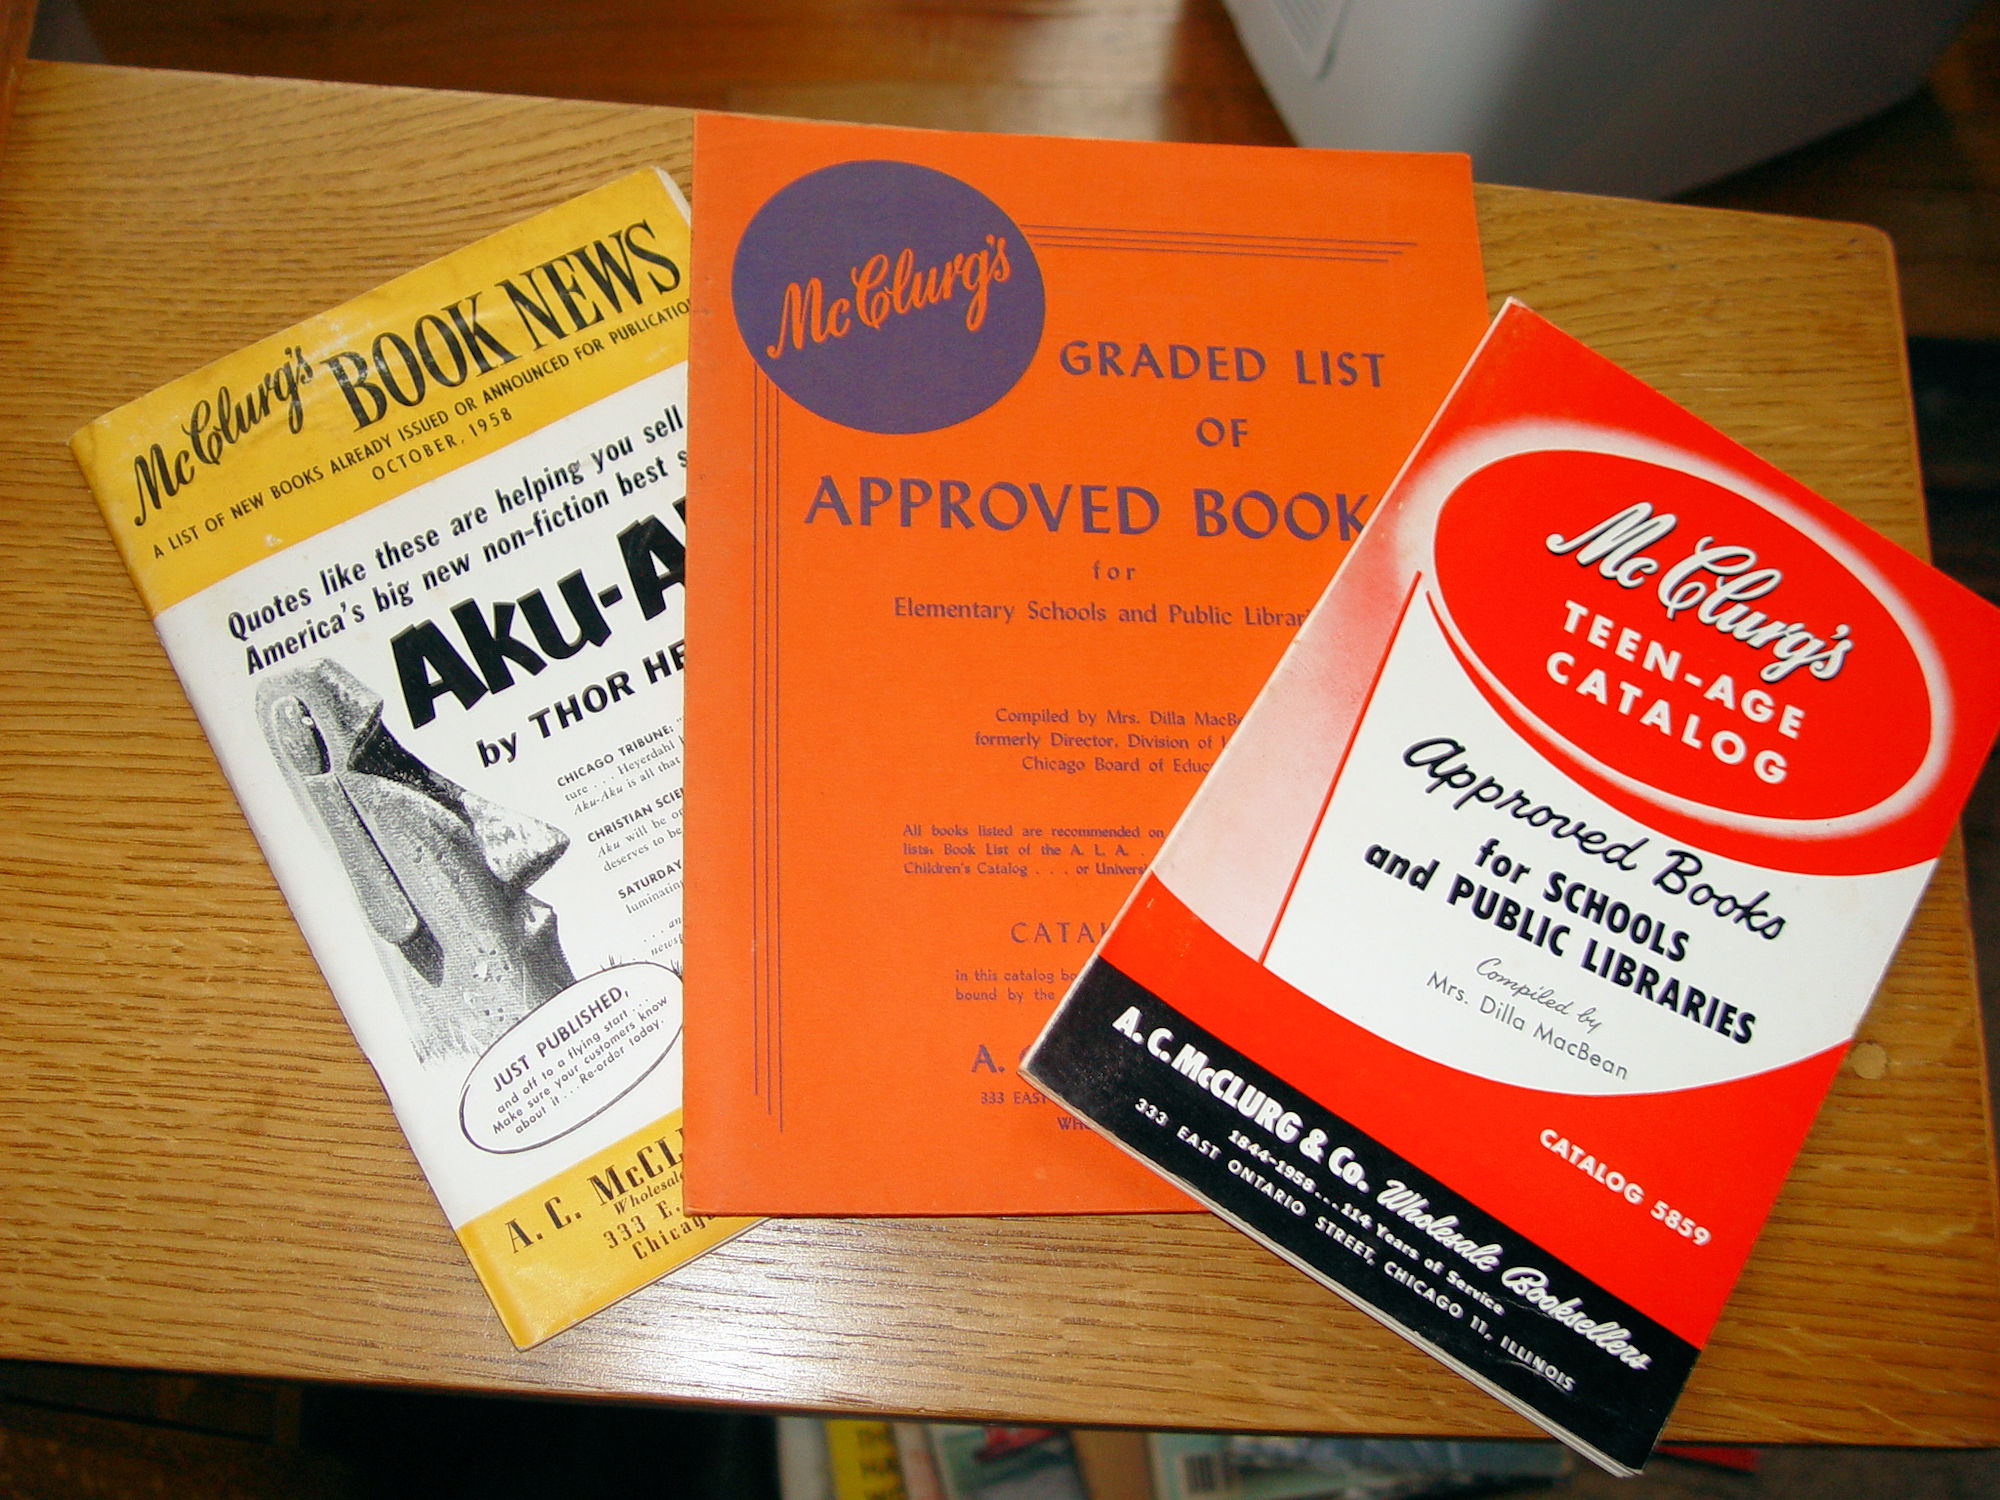 McClurg's BOOK NEWS
A LIST OF NEW BOOKS ALREADY ISSUED OR ANNOUNCED FOR
OCTOBER, 1958
Quotes like these are helping you sell
America's big new non-fiction best
AKU-A
by THOR HE
CHICAGO TRIBUNE:
ture . . . Heyerdahl
Aku-Aku is all that
CHRISTIAN SCIE
Aku will be
deserves to be
SATURDAY
JUST PUBLISHED,
and off to a flying start . . .
Make sure your customers know
about it . . . Re-order today.
A. C. McCL
Wholesale
333 E.
Chicago
McClurg's
GRADED LIST
OF
APPROVED BOOK
for
Elementary Schools and Public
Compiled by Mrs. Dilla
formerly Director, Division of
Chicago Board of
All books listed are recommended on
lists: Book List of the A. L. A. .
Children's Catalog . . . or
CATA
in this catalog
bound by the
A.
333 EAST
McClurg's
TEEN-AGE
CATALOG
Approved Books
for SCHOOLS
and PUBLIC LIBRARIES
Compiled by
Mrs. Dilla MacBean
CATALOG 5859
A. C. McCLURG & Co. Wholesale Booksellers
1844-1958 . . . . 114 Years of Service
333 EAST ONTARIO STREET, CHICAGO 11, ILLINOIS